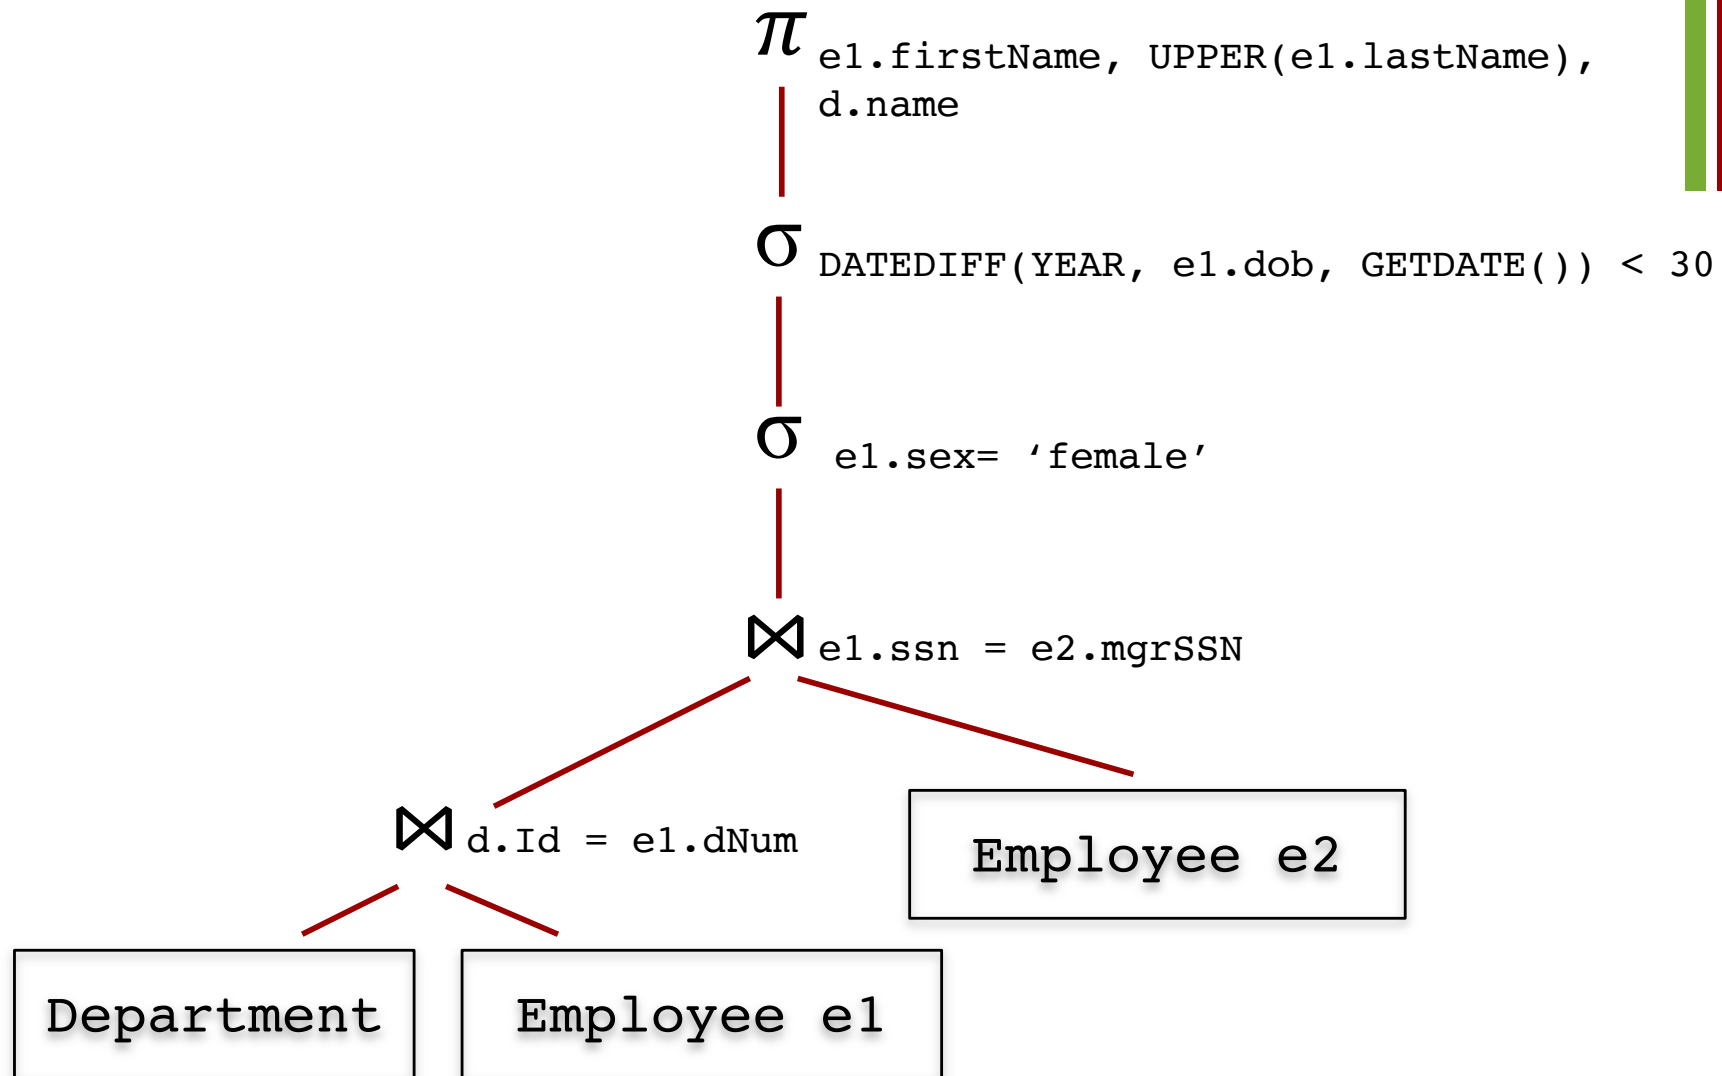 π e1.firstName, UPPER(e1.lastName),
d.name
σ DATEDIFF(YEAR, e1.dob, GETDATE()) < 30
σ e1.sex= ‘female’
⋈ e1.ssn = e2.mgrSSN
⋈ d.Id = e1.dNum
Employee e2
Department
Employee e1